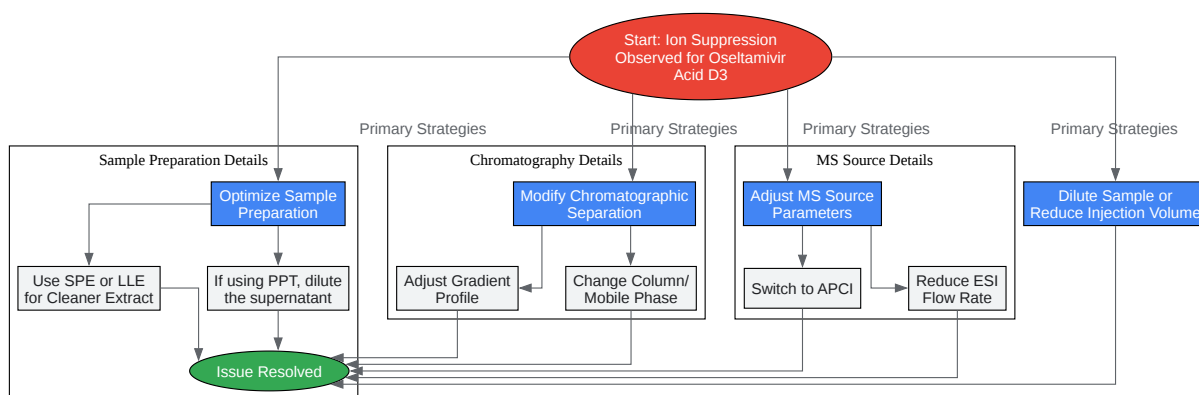 Start: Ion Suppression
Observed for Oseltamivir
Acid D3
Primary Strategies
Primary Strategies
Primary Strategies
Primary Strategies
Sample Preparation Details
Chromatography Details
MS Source Details
Optimize Sample
Preparation
Modify Chromatographic
Separation
Adjust MS Source
Parameters
Dilute Sample or
Reduce Injection Volume
Use SPE or LLE
for Cleaner Extract
If using PPT, dilute
the supernatant
Adjust Gradient
Profile
Change Column/
Mobile Phase
Switch to APCI
Reduce ESI
Flow Rate
Issue Resolved